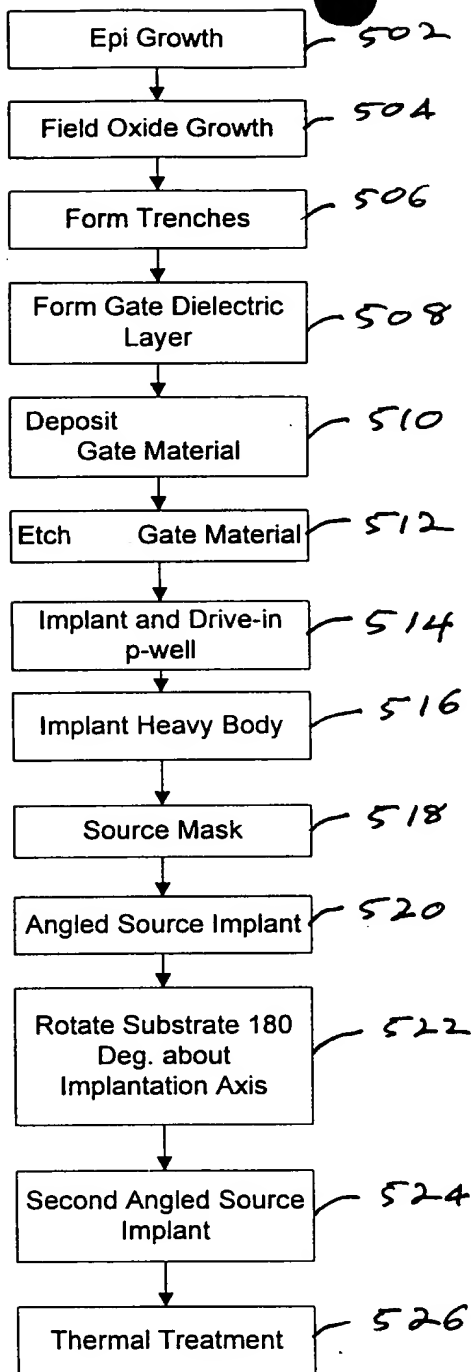 Epi Growth 502
Field Oxide Growth 504
Form Trenches 506
Form Gate Dielectric
Layer 508
Deposit
Gate Material 510
Etch Gate Material 512
Implant and Drive-in
p-well 514
Implant Heavy Body 516
Source Mask 518
Angled Source Implant 520
Rotate Substrate 180
Deg. about
Implantation Axis 522
Second Angled Source
Implant 524
Thermal Treatment 526